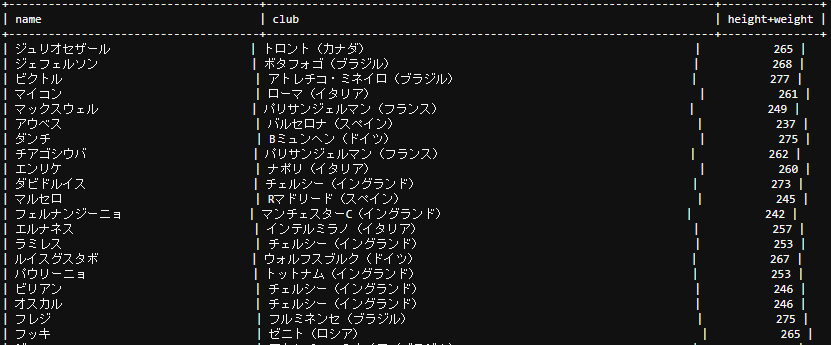 | name | club | height+weight |
| ジュリオセザール | トロント（カナダ） | 265 |
| ジェフェルソン | ボタフォゴ（ブラジル） | 268 |
| ビクトル | アトレチコ・ミネイロ（ブラジル） | 277 |
| マイコン | ローマ（イタリア） | 261 |
| マックスウェル | パリサンジェルマン（フランス） | 249 |
| アウベス | バルセロナ（スペイン） | 237 |
| ダンチ | Bミュンヘン（ドイツ） | 275 |
| チアゴシウバ | パリサンジェルマン（フランス） | 262 |
| エンリケ | ナポリ（イタリア） | 260 |
| ダビドルイス | チェルシー（イングランド） | 273 |
| マルセロ | Rマドリード（スペイン） | 245 |
| フェルナンジーニョ | マンチェスターC（イングランド） | 242 |
| エルナネス | インテルミラノ（イタリア） | 257 |
| ラミレス | チェルシー（イングランド） | 253 |
| ルイスグスタボ | ウォルフスブルク（ドイツ） | 267 |
| パウリーニョ | トットナム（イングランド） | 253 |
| ビリアン | チェルシー（イングランド） | 246 |
| オスカル | チェルシー（イングランド） | 246 |
| フレジ | フルミネンセ（ブラジル） | 275 |
| フッキ | ゼニト（ロシア） | 265 |